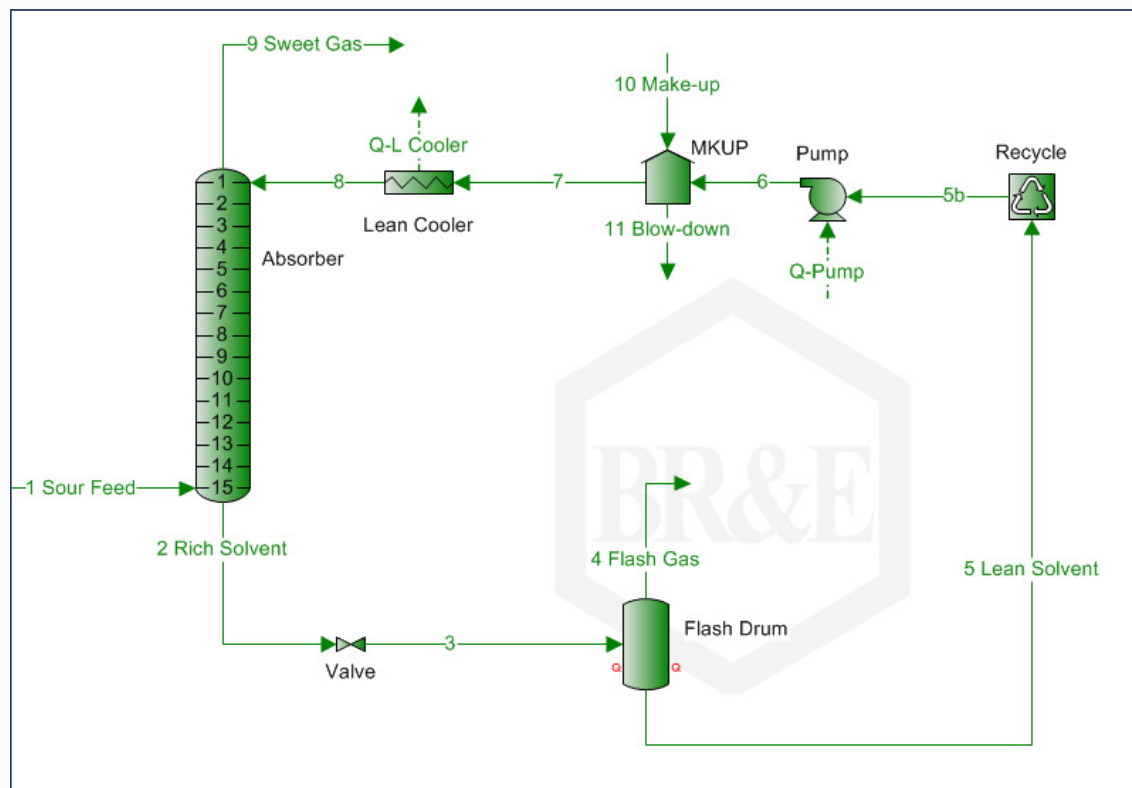 9 Sweet Gas
10 Make-up
Q-L Cooler
MKUP
Pump
Recycle
1
8
7
6
5b
2
3
4
5
6
7
8
9
10
11
12
13
14
15
Lean Cooler
11 Blow-down
Absorber
Q-Pump
1 Sour Feed
BR&E
2 Rich Solvent
4 Flash Gas
5 Lean Solvent
Flash Drum
3
Valve
Q
Q